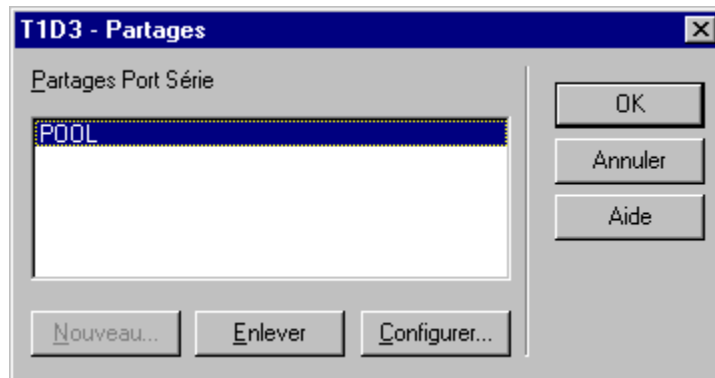 T1D3 - Partages
Partages Port Série
POOL
OK
Annuler
Aide
Nouveau...
Enlever
Configurer...